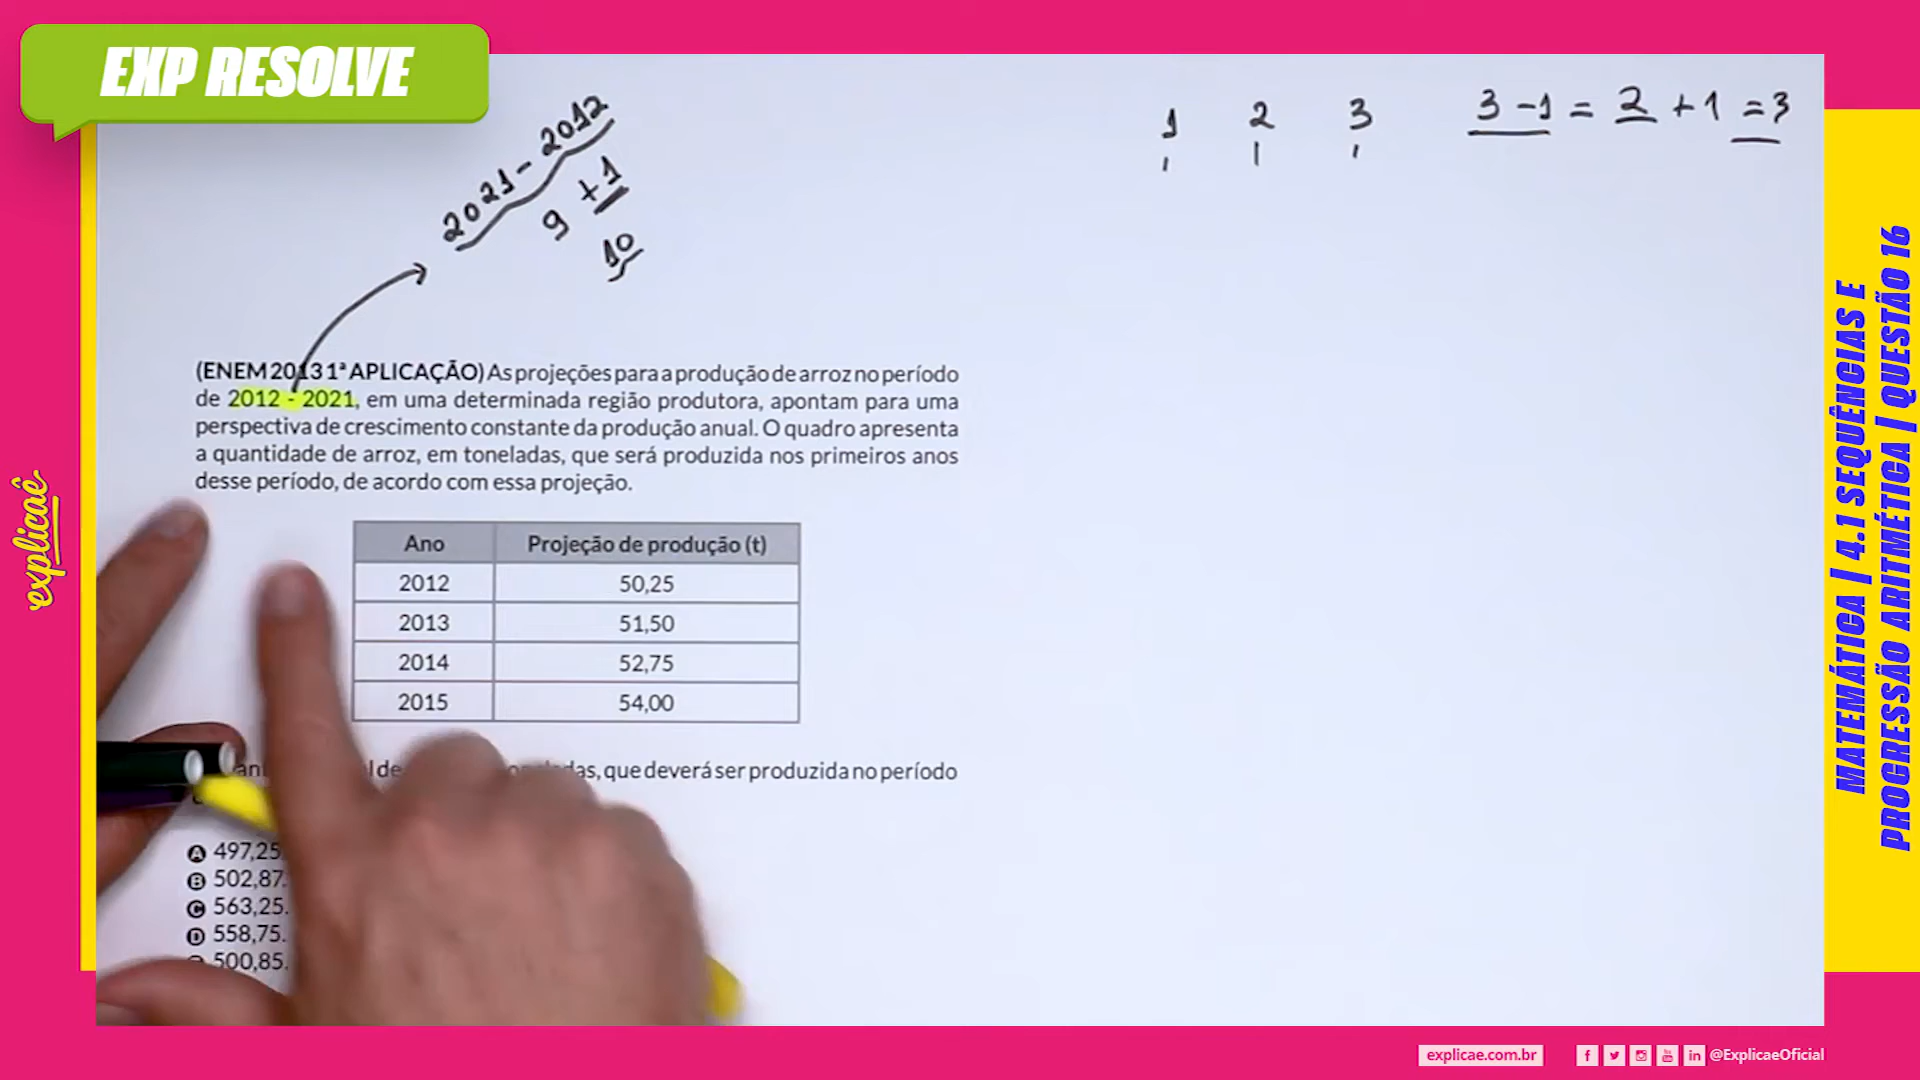 EXP RESOLVE
2021 - 2012
9 +1
10
1 2 3
3 - 1 = 2 + 1 = 3
(ENEM 2013 1ª APLICAÇÃO) As projeções para a produção de arroz no período
de 2012 - 2021, em uma determinada região produtora, apontam para uma
perspectiva de crescimento constante da produção anual. O quadro apresenta
a quantidade de arroz, em toneladas, que será produzida nos primeiros anos
desse período, de acordo com essa projeção.
Ano Projeção de produção (t)
2012 50,25
2013 51,50
2014 52,75
2015 54,00
, que deverá ser produzida no período
A 497,25.
B 502,87.
C 563,25.
D 558,75.
500,85.
explicaê
MATEMÁTICA | 4.1 SEQUÊNCIAS E
PROGRESSÃO ARITMÉTICA | QUESTÃO 16
explicae.com.br
@ExplicaeOficial